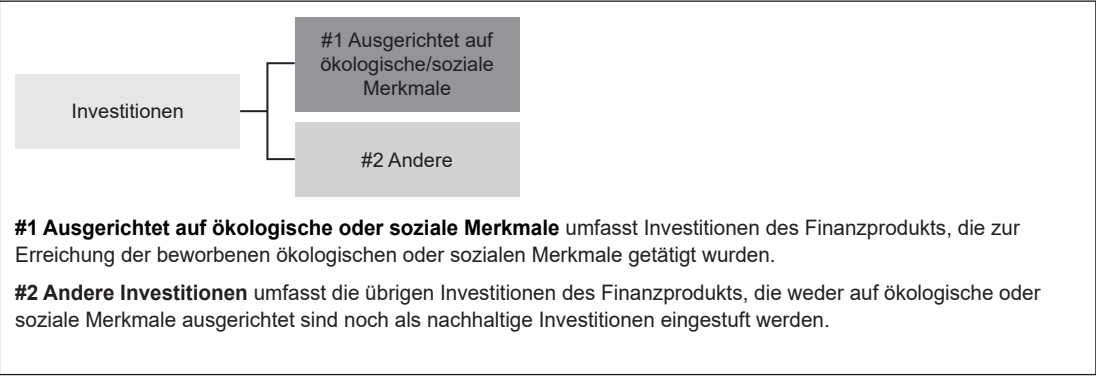 #1 Ausgerichtet auf
ökologische/soziale
Merkmale
Investitionen
#2 Andere
#1 Ausgerichtet auf ökologische oder soziale Merkmale umfasst Investitionen des Finanzprodukts, die zur
Erreichung der beworbenen ökologischen oder sozialen Merkmale getätigt wurden.
#2 Andere Investitionen umfasst die übrigen Investitionen des Finanzprodukts, die weder auf ökologische oder
soziale Merkmale ausgerichtet sind noch als nachhaltige Investitionen eingestuft werden.